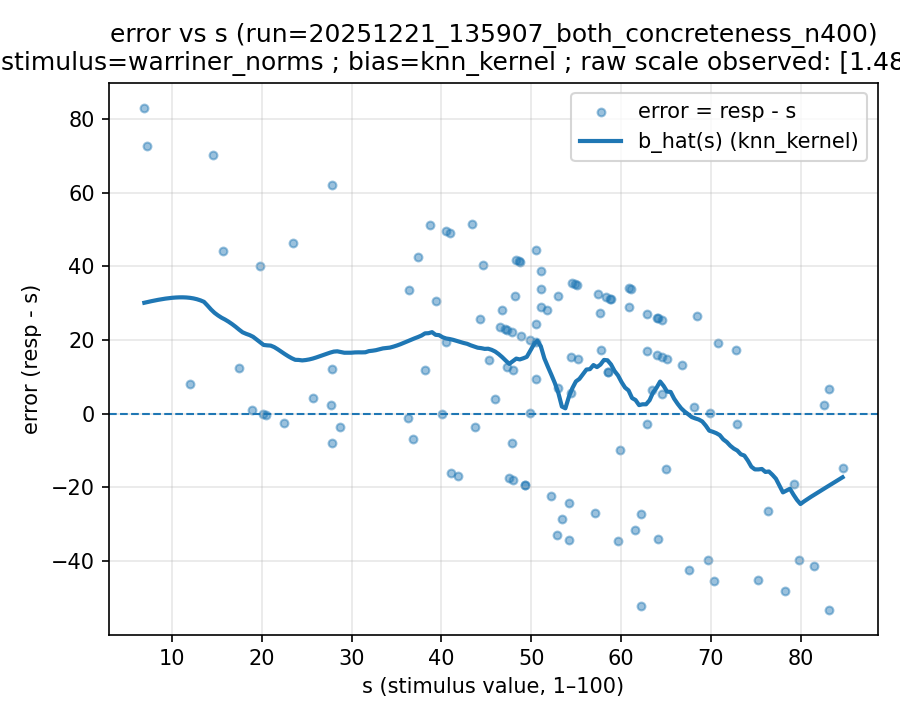 error vs s (run=20251221_135907_both_concreteness_n400)
stimulus=warriner_norms ; bias=knn_kernel ; raw scale observed: [1.48
error = resp - s
b_hat(s) (knn_kernel)
error (resp - s)
80
60
40
20
0
−20
−40
10 20 30 40 50 60 70 80
s (stimulus value, 1–100)